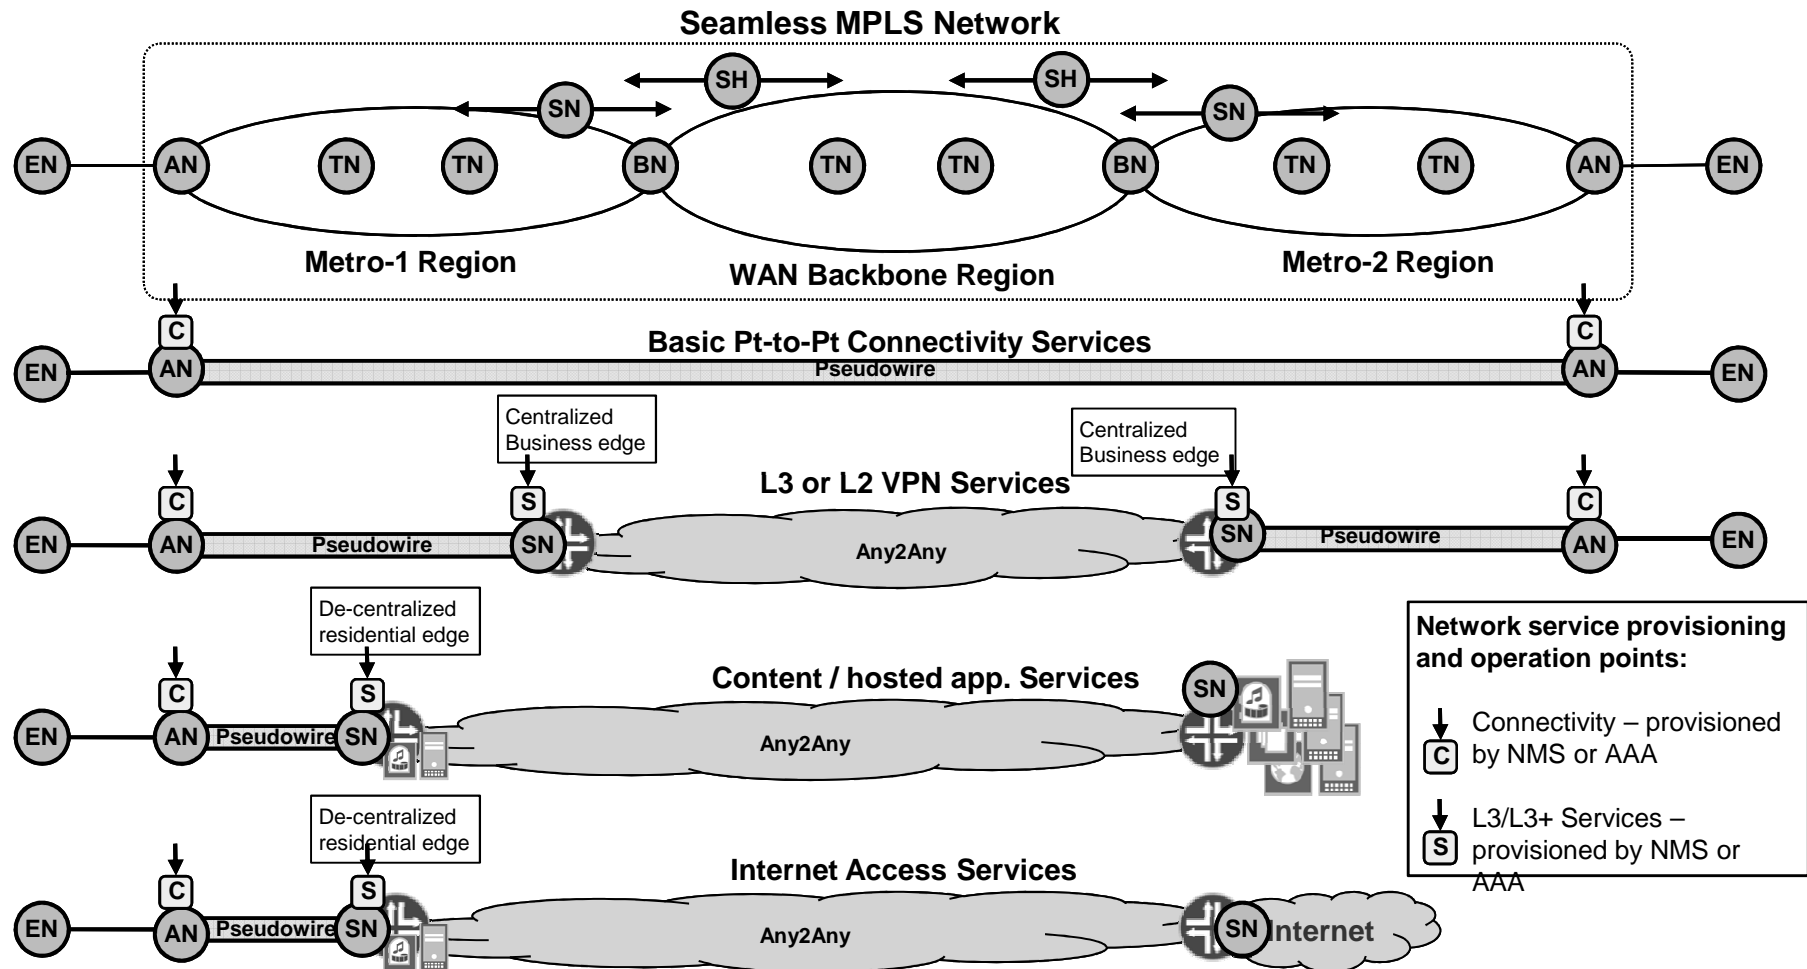 Seamless MPLS Network
SH SH
SN SN
EN AN TN TN BN TN TN BN TN TN AN EN
Metro-1 Region
WAN Backbone Region
Metro-2 Region
C C
Basic Pt-to-Pt Connectivity Services
EN AN Pseudowire AN EN
Centralized
Business edge
Centralized
Business edge
L3 or L2 VPN Services
C S S C
EN AN Pseudowire SN Any2Any SN Pseudowire AN EN
De-centralized
residential edge
Content / hosted app. Services
C S SN
EN AN Pseudowire SN Any2Any
De-centralized
residential edge
Internet Access Services
C S
EN AN Pseudowire SN Any2Any SN Internet
Network service provisioning
and operation points:
Connectivity – provisioned
C by NMS or AAA
L3/L3+ Services –
S provisioned by NMS or
AAA